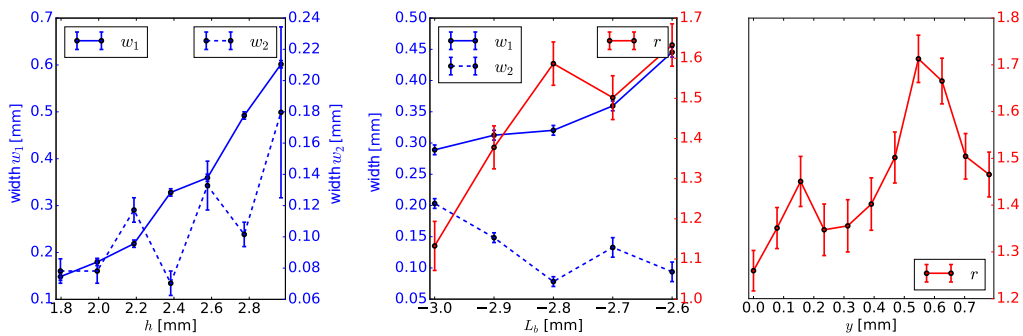 0.7
0.6
0.5
0.4
0.3
0.2
0.1
width w₁ [mm]
w₁
w₂
0.24
0.22
0.20
0.18
0.16
0.14
0.12
0.10
0.08
0.06
width w₂ [mm]
1.8 2.0 2.2 2.4 2.6 2.8
h [mm]
0.50
0.45
0.40
0.35
0.30
0.25
0.20
0.15
0.10
0.05
width [mm]
w₁
w₂
r
1.7
1.6
1.5
1.4
1.3
1.2
1.1
1.0
−3.0 −2.9 −2.8 −2.7 −2.6
L_b [mm]
1.8
1.7
1.6
1.5
1.4
1.3
1.2
r
0.0 0.1 0.2 0.3 0.4 0.5 0.6 0.7
y [mm]